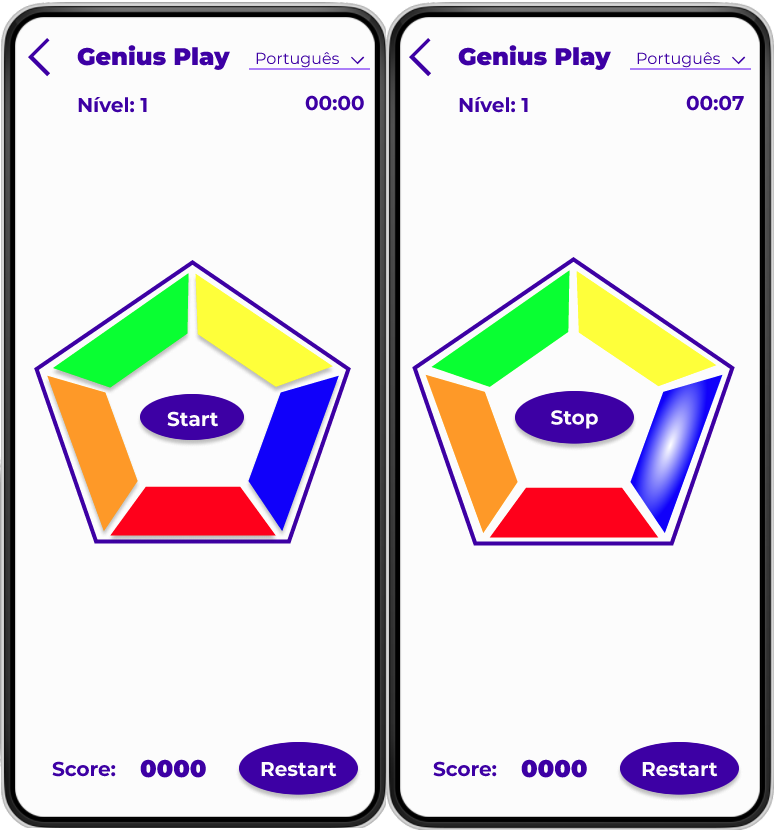 Genius Play Português
Nível: 1 00:00
Start
Score: 0000 Restart
Genius Play Português
Nível: 1 00:07
Stop
Score: 0000 Restart